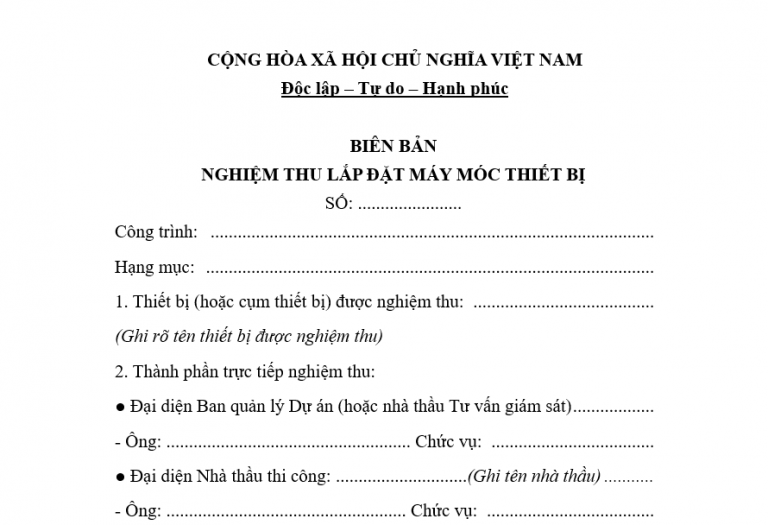 CỘNG HÒA XÃ HỘI CHỦ NGHĨA VIỆT NAM
Độc lập – Tự do – Hạnh phúc
BIÊN BẢN
NGHIỆM THU LẮP ĐẶT MÁY MÓC THIẾT BỊ
SỐ: .......................
Công trình: ...................................................................................................
Hạng mục: ....................................................................................................
1. Thiết bị (hoặc cụm thiết bị) được nghiệm thu: ........................................
(Ghi rõ tên thiết bị được nghiệm thu)
2. Thành phần trực tiếp nghiệm thu:
● Đại diện Ban quản lý Dự án (hoặc nhà thầu Tư vấn giám sát)..................
- Ông: ...................................................... Chức vụ: ....................................
● Đại diện Nhà thầu thi công: .............................(Ghi tên nhà thầu) ...........
- Ông: ..................................................... Chức vụ: .....................................